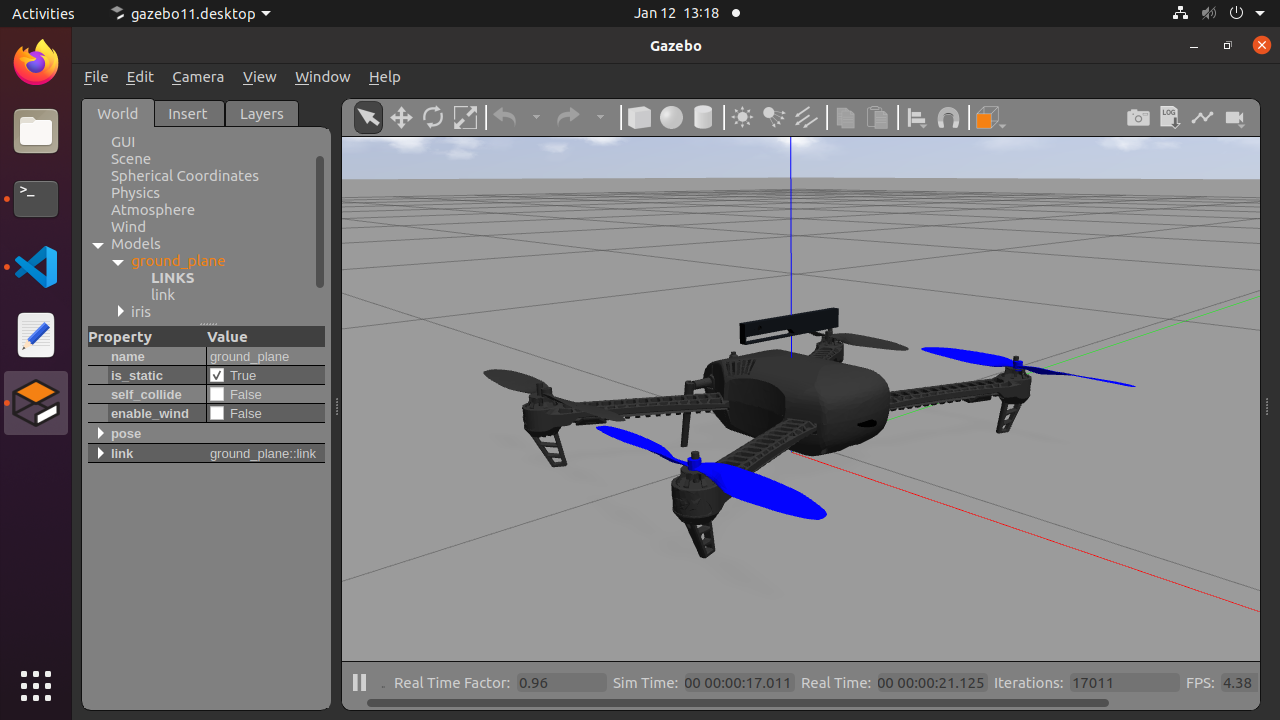 Activities gazebo11.desktop Jan 12 13:18
Gazebo
File Edit Camera View Window Help
World Insert Layers
LOG
GUI
Scene
Spherical Coordinates
Physics
Atmosphere
Wind
Models
ground_plane
LINKS
link
iris
Property Value
name ground_plane
is_static True
self_collide False
enable_wind False
pose
link ground_plane::link
Real Time Factor: 0.96 Sim Time: 00 00:00:17.011 Real Time: 00 00:00:21.125 Iterations: 17011 FPS: 4.38